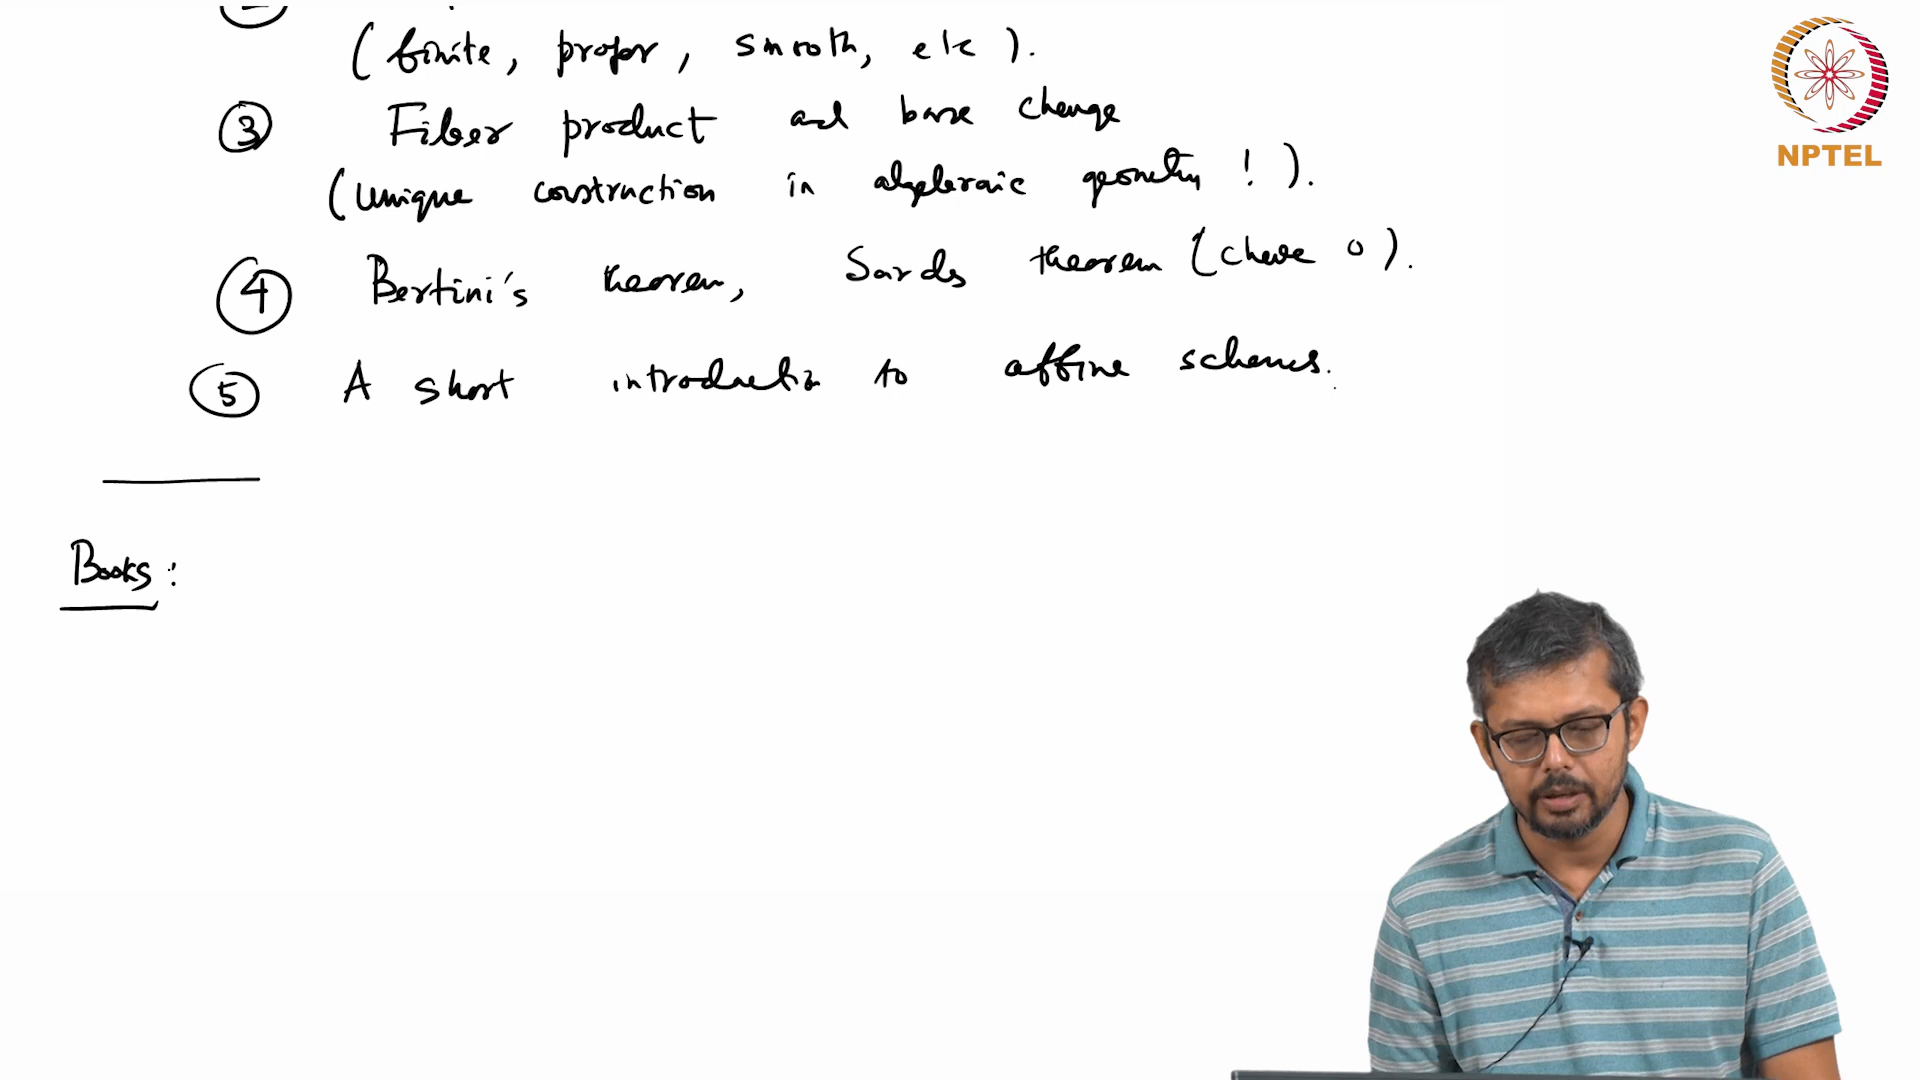 (finite, proper, smooth, etc).
③ Fiber product and base change
(Unique construction in algebraic geometry !).
④ Bertini's theorem, Sards theorem (char 0).
⑤ A short introduction to affine schemes.
Books :
NPTEL